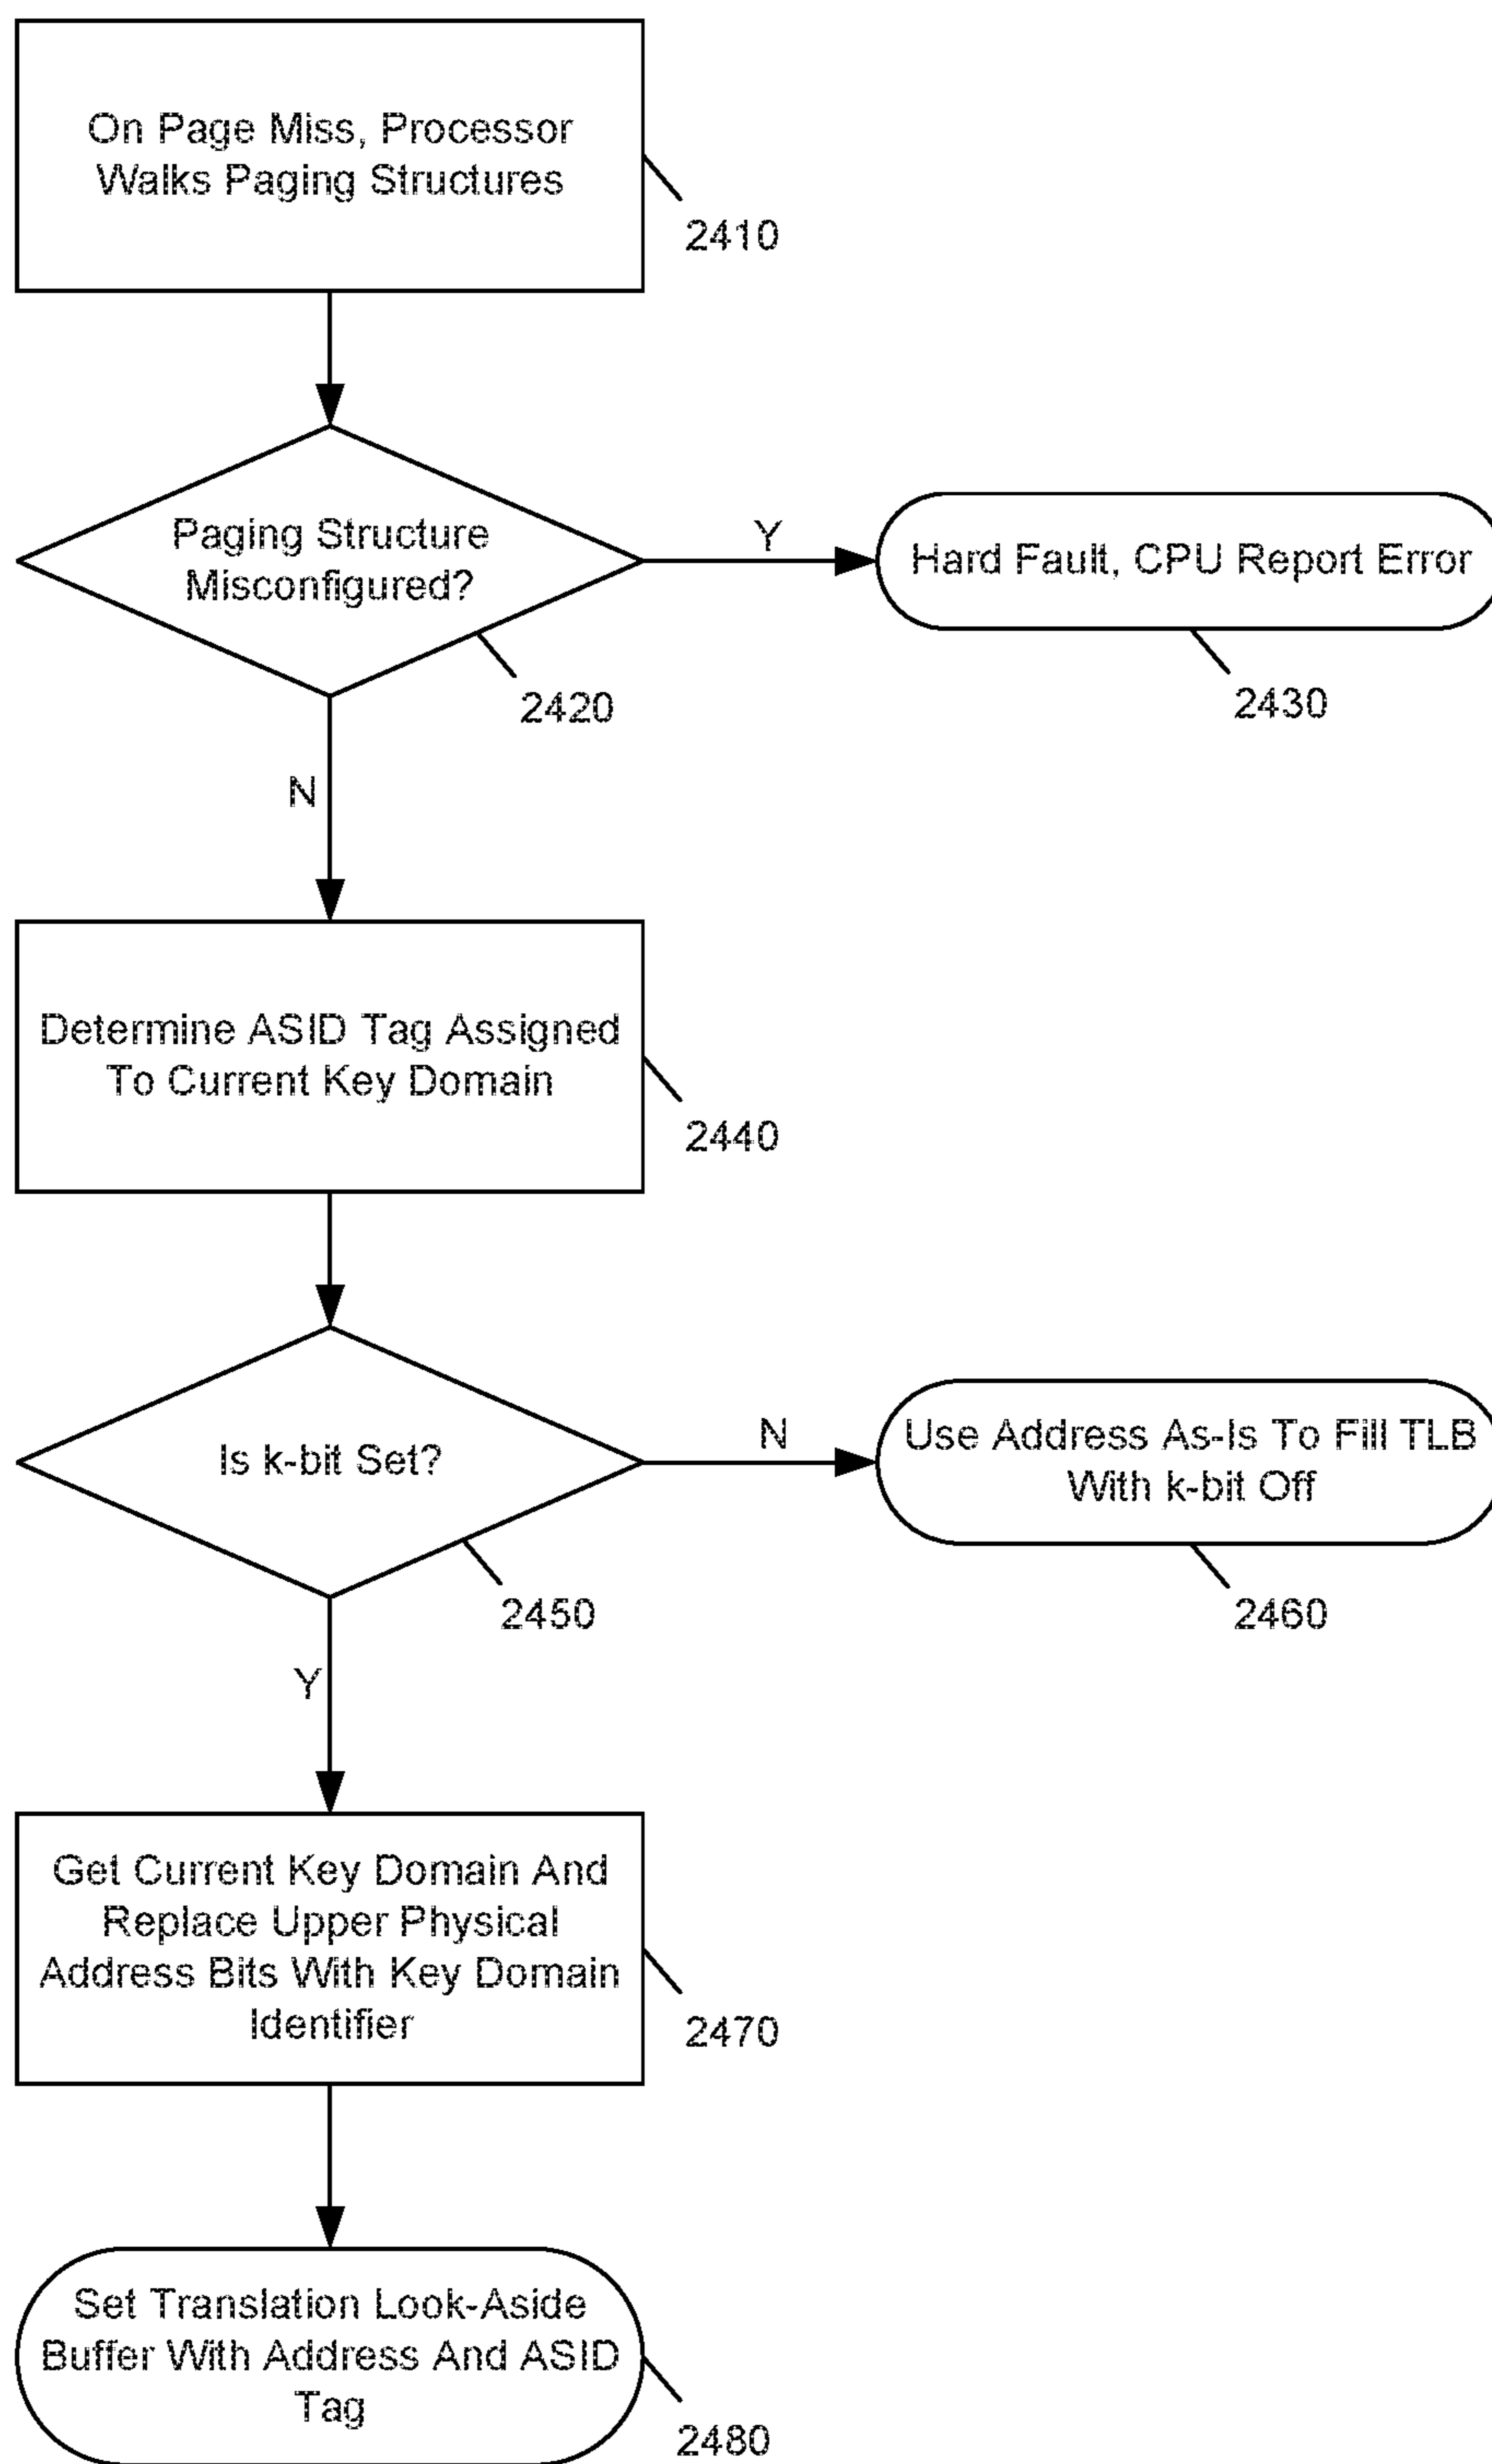 On Page Miss, Processor
Walks Paging Structures
2410
Paging Structure
Misconfigured?
2420
Y
Hard Fault, CPU Report Error
2430
N
Determine ASID Tag Assigned
To Current Key Domain
2440
Is k-bit Set?
2450
N
Use Address As-Is To Fill TLB
With k-bit Off
2460
Y
Get Current Key Domain And
Replace Upper Physical
Address Bits With Key Domain
Identifier
2470
Set Translation Look-Aside
Buffer With Address And ASID
Tag
2480